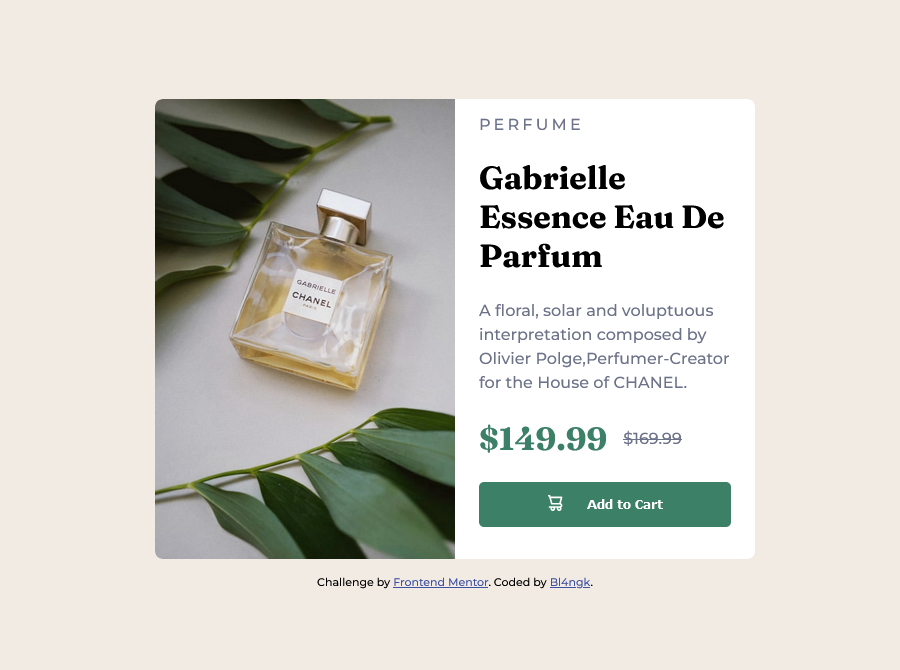 PERFUME
Gabrielle
Essence Eau De
Parfum
A floral, solar and voluptuous
interpretation composed by
Olivier Polge,Perfumer-Creator
for the House of CHANEL.
$149.99 $169.99
Add to Cart
GABRIELLE
CHANEL
PARIS
Challenge by Frontend Mentor. Coded by Bl4ngk.